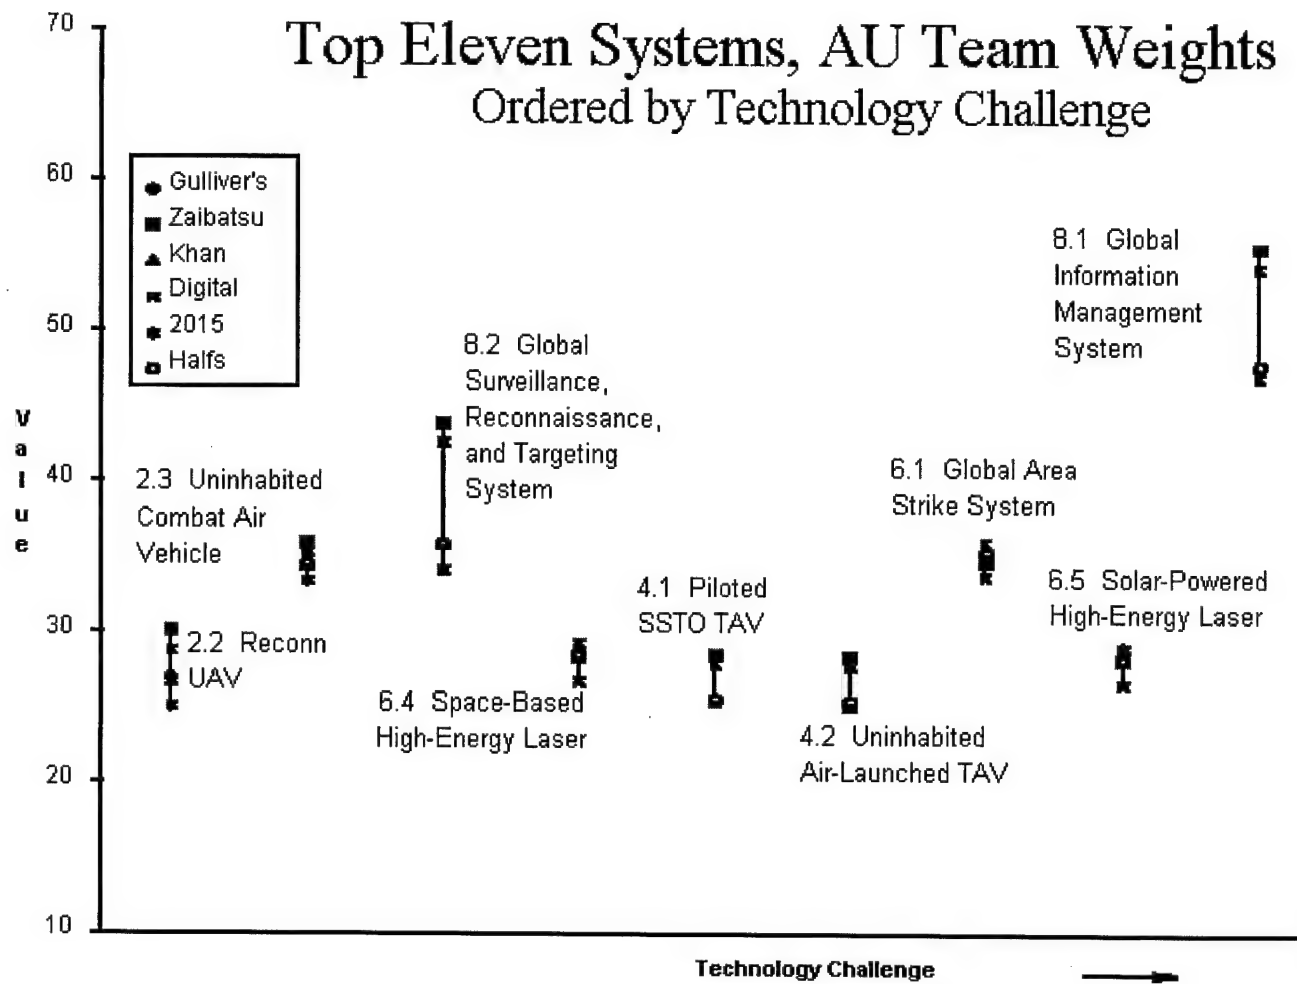 Top Eleven Systems, AU Team Weights
Ordered by Technology Challenge
70
60
50
40
30
20
10
Value
Gulliver's
Zaibatsu
Khan
Digital
2015
Halfs
2.3 Uninhabited
Combat Air
Vehicle
2.2 Reconn
UAV
8.2 Global
Surveillance,
Reconnaissance,
and Targeting
System
6.4 Space-Based
High-Energy Laser
4.1 Piloted
SSTO TAV
4.2 Uninhabited
Air-Launched TAV
6.1 Global Area
Strike System
6.5 Solar-Powered
High-Energy Laser
8.1 Global
Information
Management
System
Technology Challenge